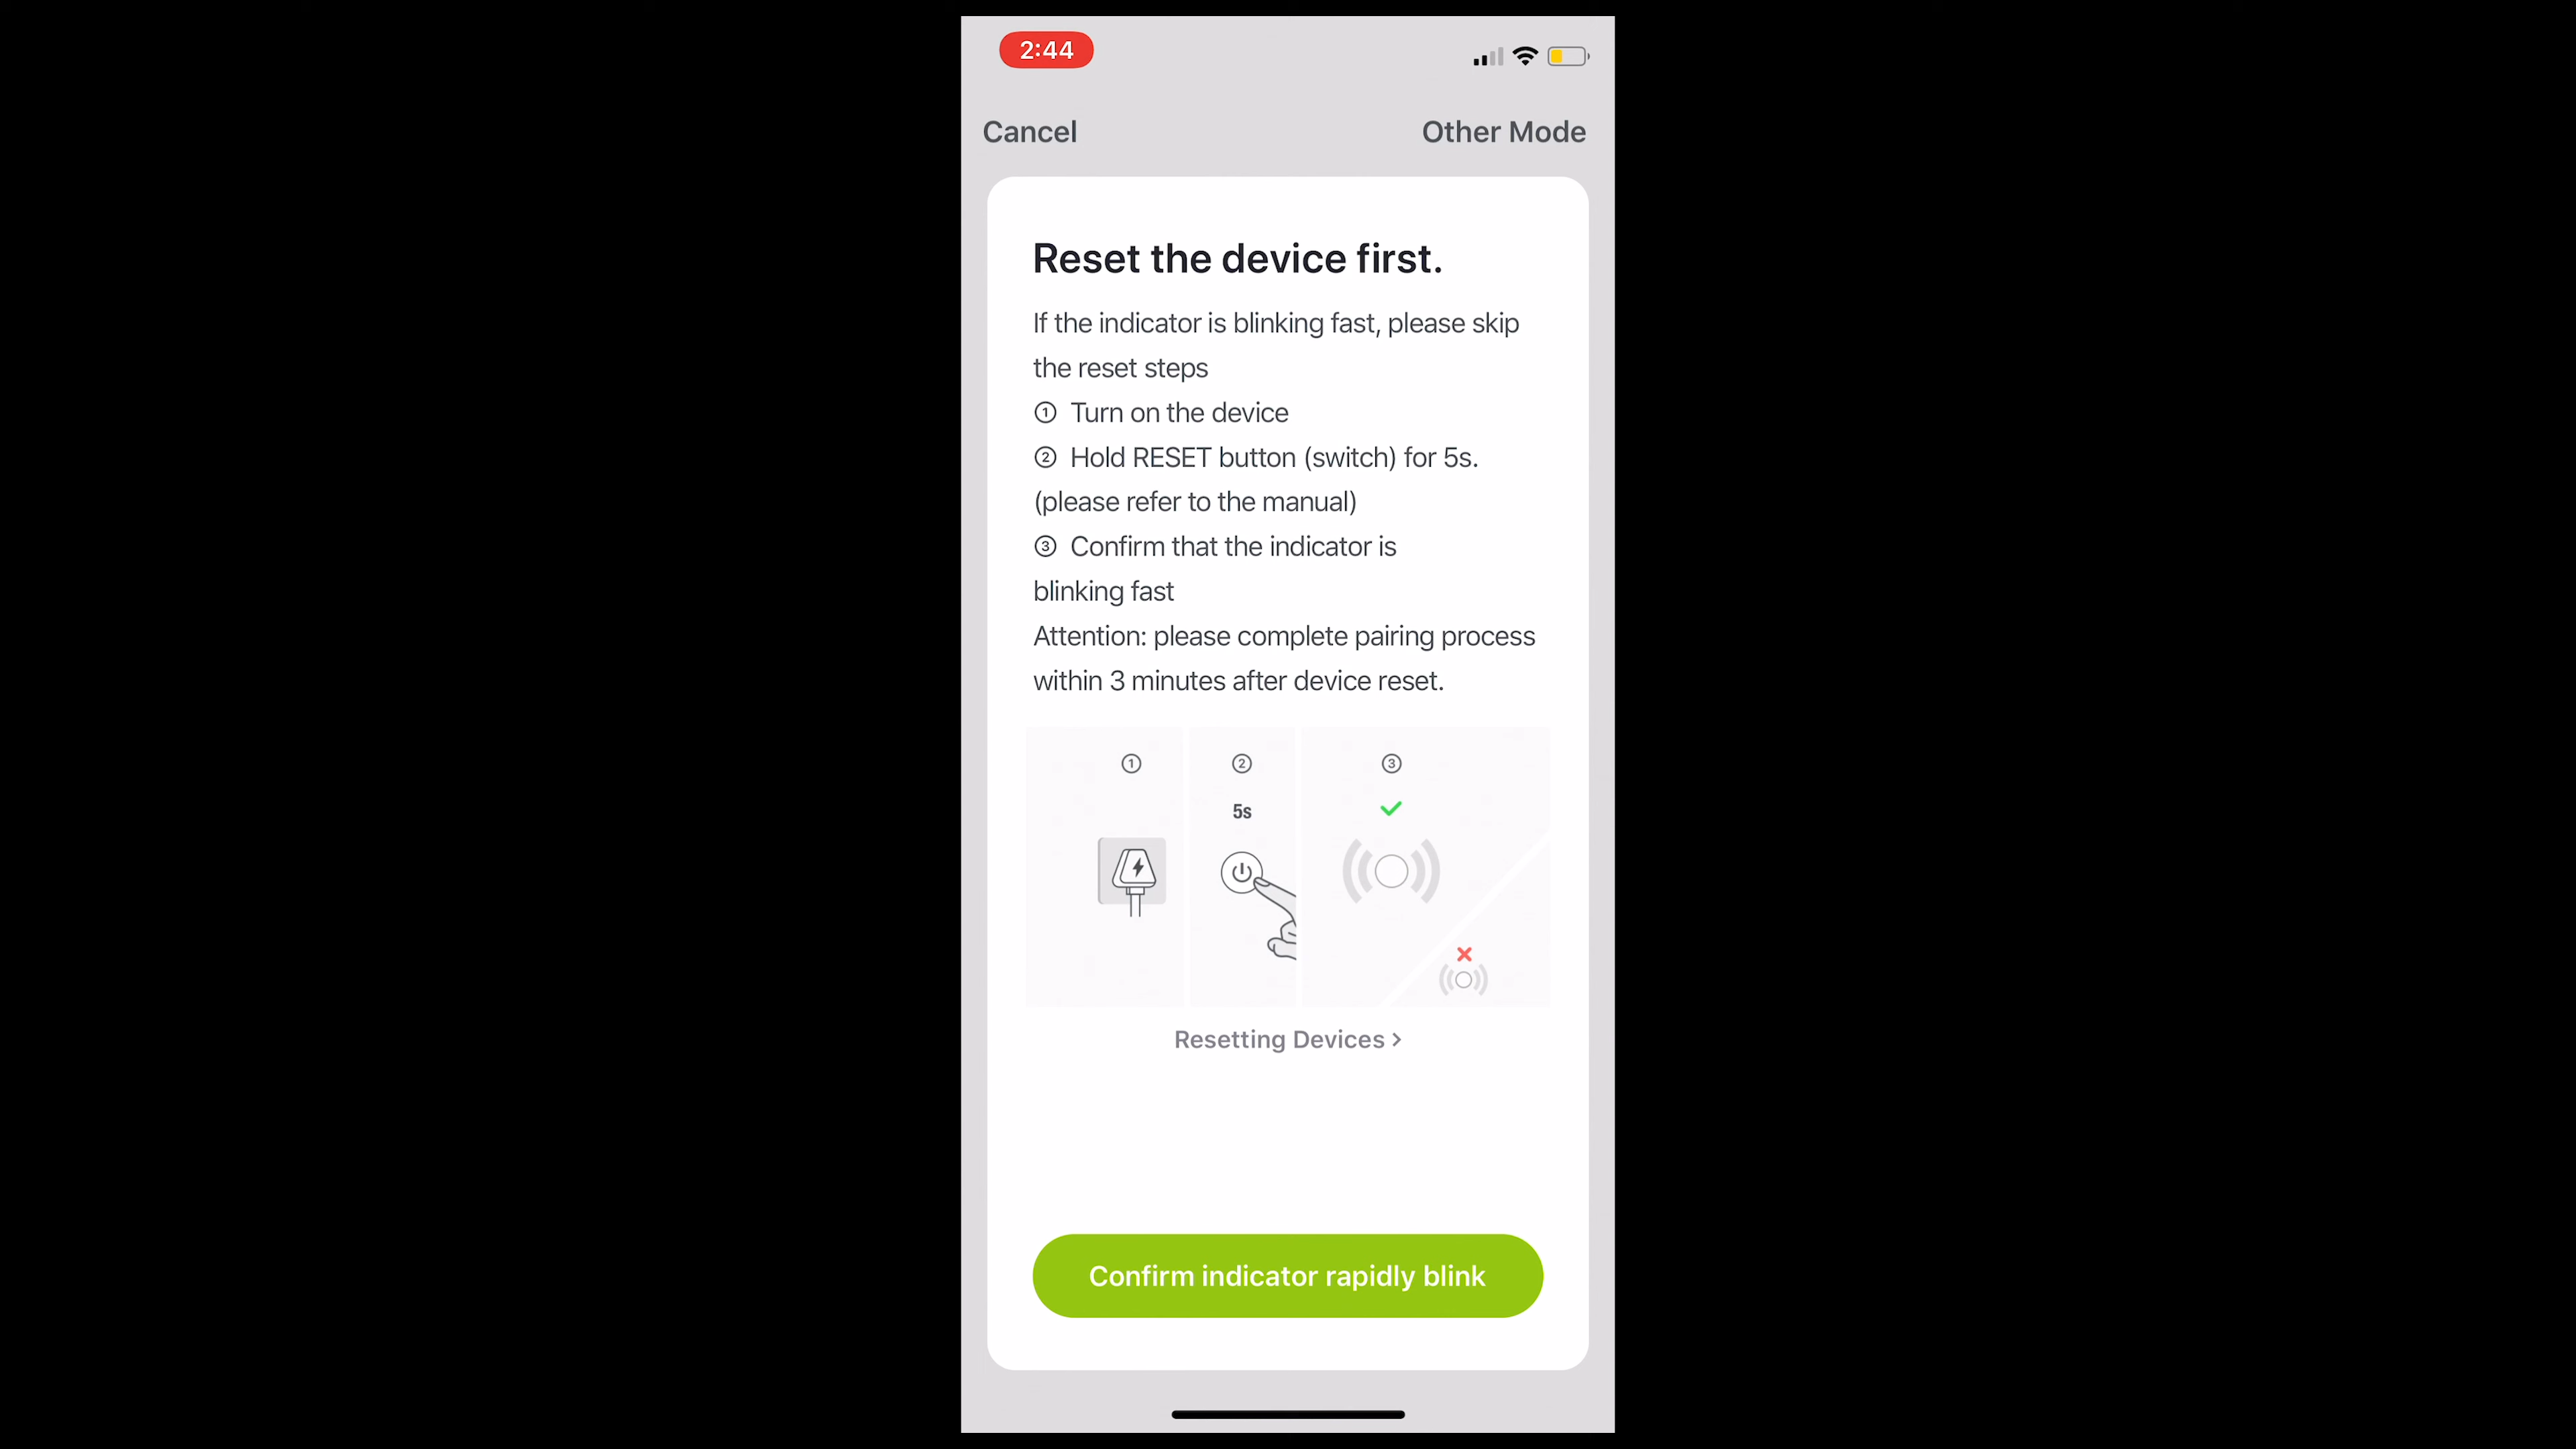 2:44
Cancel
Other Mode
Reset the device first.
If the indicator is blinking fast, please skip
the reset steps
① Turn on the device
② Hold RESET button (switch) for 5s.
(please refer to the manual)
③ Confirm that the indicator is
blinking fast
Attention: please complete pairing process
within 3 minutes after device reset.
① ② ③
5s
Resetting Devices >
Confirm indicator rapidly blink